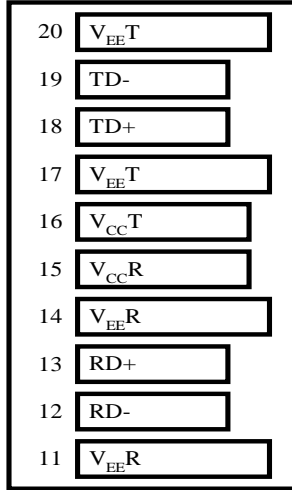 20 VEET
19 TD-
18 TD+
17 VEET
16 VCCT
15 VCCR
14 VEER
13 RD+
12 RD-
11 VEER